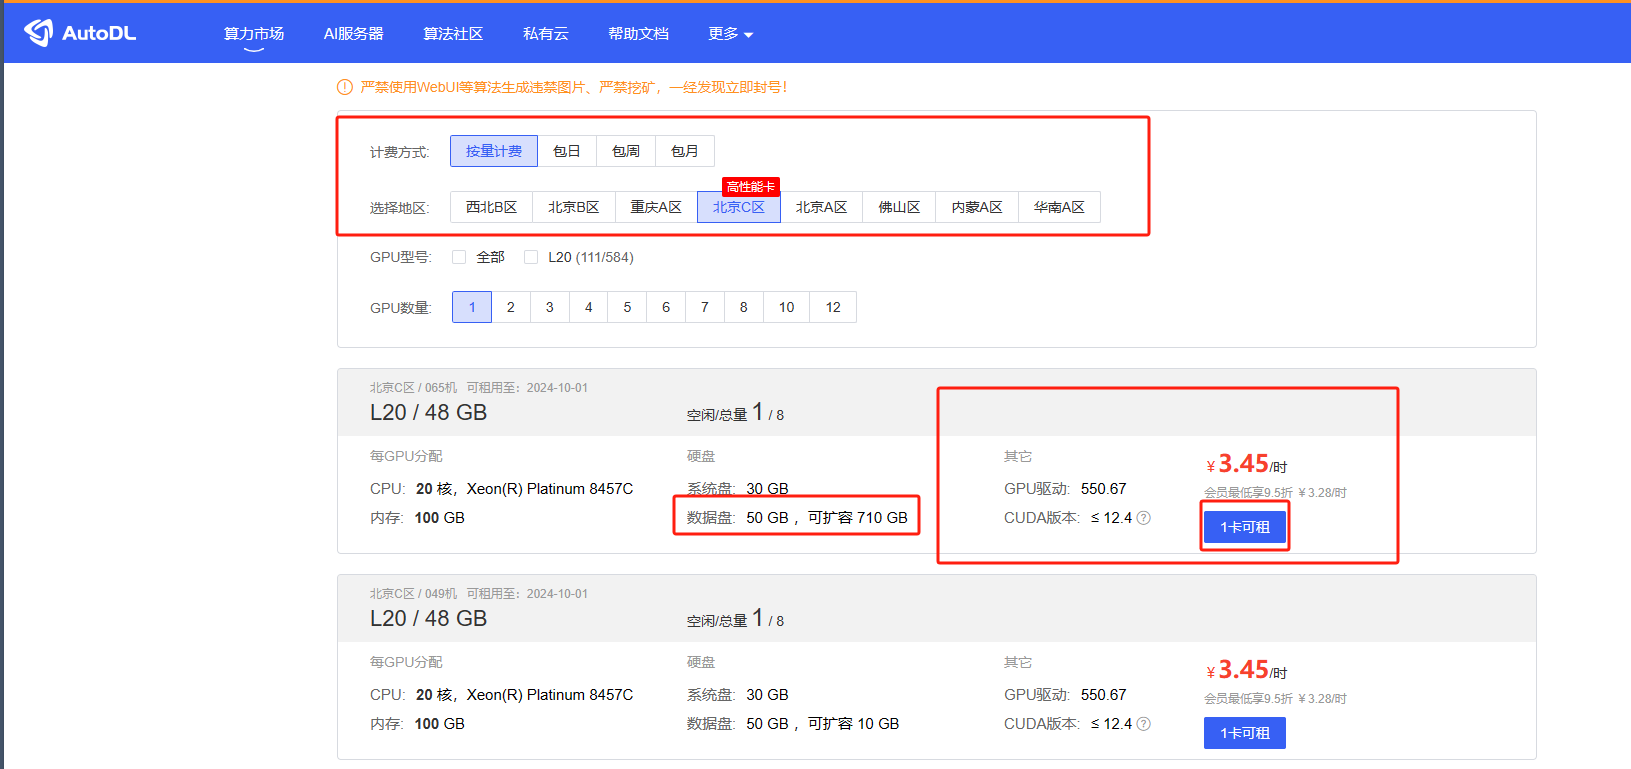 AutoDL 算力市场 AI服务器 算法社区 私有云 帮助文档 更多
严禁使用WebUI等算法生成违禁图片、严禁挖矿，一经发现立即封号！
计费方式: 按量计费 包日 包周 包月
高性能卡
选择地区: 西北B区 北京B区 重庆A区 北京C区 北京A区 佛山区 内蒙A区 华南A区
GPU型号: 全部 L20 (111/584)
GPU数量: 1 2 3 4 5 6 7 8 10 12
北京C区 / 065机 可租用至：2024-10-01
L20 / 48 GB 空闲/总量 1 / 8
每GPU分配 硬盘 其它 ￥3.45/时
CPU: 20 核，Xeon(R) Platinum 8457C 系统盘: 30 GB GPU驱动: 550.67 会员最低享9.5折 ￥3.28/时
内存: 100 GB 数据盘: 50 GB ，可扩容 710 GB CUDA版本: ≤ 12.4 ? 1卡可租
北京C区 / 049机 可租用至：2024-10-01
L20 / 48 GB 空闲/总量 1 / 8
每GPU分配 硬盘 其它 ￥3.45/时
CPU: 20 核，Xeon(R) Platinum 8457C 系统盘: 30 GB GPU驱动: 550.67 会员最低享9.5折 ￥3.28/时
内存: 100 GB 数据盘: 50 GB ，可扩容 10 GB CUDA版本: ≤ 12.4 ? 1卡可租